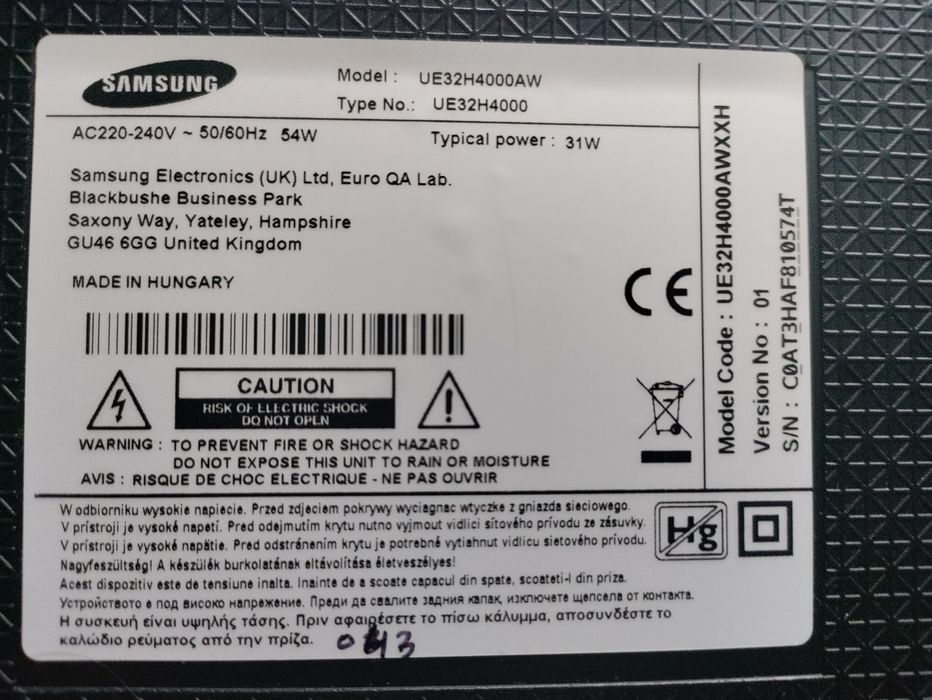 SAMSUNG
Model : UE32H4000AW
Type No.: UE32H4000
AC220-240V ~ 50/60Hz 54W
Typical power : 31W
Samsung Electronics (UK) Ltd, Euro QA Lab.
Blackbushe Business Park
Saxony Way, Yateley, Hampshire
GU46 6GG United Kingdom
MADE IN HUNGARY
CE
CAUTION
RISK OF ELECTRIC SHOCK
DO NOT OPEN
WARNING : TO PREVENT FIRE OR SHOCK HAZARD
DO NOT EXPOSE THIS UNIT TO RAIN OR MOISTURE
AVIS : RISQUE DE CHOC ELECTRIQUE - NE PAS OUVRIR
Model Code : UE32H4000AWXXH
Version No : 01
S/N : C0AT3HAF810574T
W odbiorniku wysokie napiecie. Przed zdjeciem pokrywy wyciagnac wtyczke z gniazda sieciowego.
V prístroji je vysoké napetí. Pred odejmutím krytu nutno vyjmout vidlici sítového prívodu ze zásuvky.
V prístroji je vysoké napätie. Pred odstránením krytu je potrebné vytiahnut vidlicu sietového prívodu.
Nagyfeszültség! A készülék burkolatának eltávolítása életveszélyes!
Acest dispozitiv este de tensiune inalta. Inainte de a scoate capacul din spate, scoateti-l din priza.
Устройството е под високо напрежение. Преди да свалите задния капак, изключете щепсела от контакта.
Η συσκευή είναι υψηλής τάσης. Πριν αφαιρέσετε το πίσω κάλυμμα, αποσυνδέστε το
καλώδιο ρεύματος από την πρίζα.
Hg